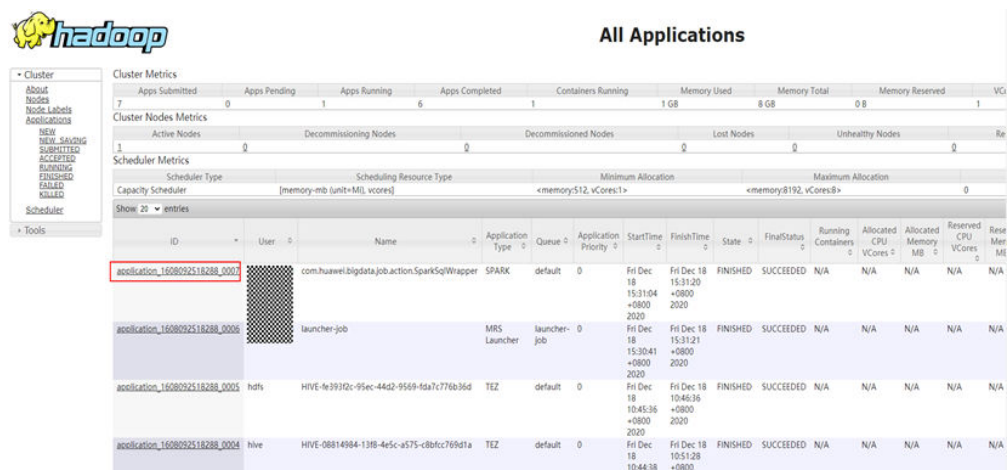 hadoop
All Applications
Cluster
About
Nodes
Node Labels
Applications
NEW
NEW_SAVING
SUBMITTED
ACCEPTED
RUNNING
FINISHED
FAILED
KILLED
Scheduler
Tools
Cluster Metrics
Apps Submitted Apps Pending Apps Running Apps Completed Containers Running Memory Used Memory Total Memory Reserved
7 0 1 6 1 1 GB 8 GB 0 B 1
Cluster Nodes Metrics
Active Nodes Decommissioning Nodes Decommissioned Nodes Lost Nodes Unhealthy Nodes Re
1 0 0 0 0 0
Scheduler Metrics
Scheduler Type Scheduling Resource Type Minimum Allocation Maximum Allocation
Capacity Scheduler [memory-mb (unit=Mi), vcores] <memory:512, vCores:1> <memory:8192, vCores:8> 0
Show 20 entries
ID User Name Application Type Queue Application Priority StartTime FinishTime State FinalStatus Running Containers Allocated CPU VCores Allocated Memory MB Reserved CPU VCores
application_1608092518288_0007 com.huawei.bigdata.job.action.SparkSqlWrapper SPARK default 0 Fri Dec 18 15:31:04 +0800 2020 Fri Dec 18 15:31:20 +0800 2020 FINISHED SUCCEEDED N/A N/A N/A N/A N/A
application_1608092518288_0006 launcher-job MRS Launcher launcher-job 0 Fri Dec 18 15:30:41 +0800 2020 Fri Dec 18 15:31:21 +0800 2020 FINISHED SUCCEEDED N/A N/A N/A N/A N/A
application_1608092518288_0005 hdfs HIVE-fe393f2c-95ec-44d2-9569-fda7c776b36d TEZ default 0 Fri Dec 18 10:45:36 +0800 2020 Fri Dec 18 10:46:36 +0800 2020 FINISHED SUCCEEDED N/A N/A N/A N/A N/A
application_1608092518288_0004 hive HIVE-08814984-13f8-4e5c-a575-c8bfcc769d1a TEZ default 0 Fri Dec 18 10:44:38 Fri Dec 18 10:51:28 +0800 FINISHED SUCCEEDED N/A N/A N/A N/A N/A